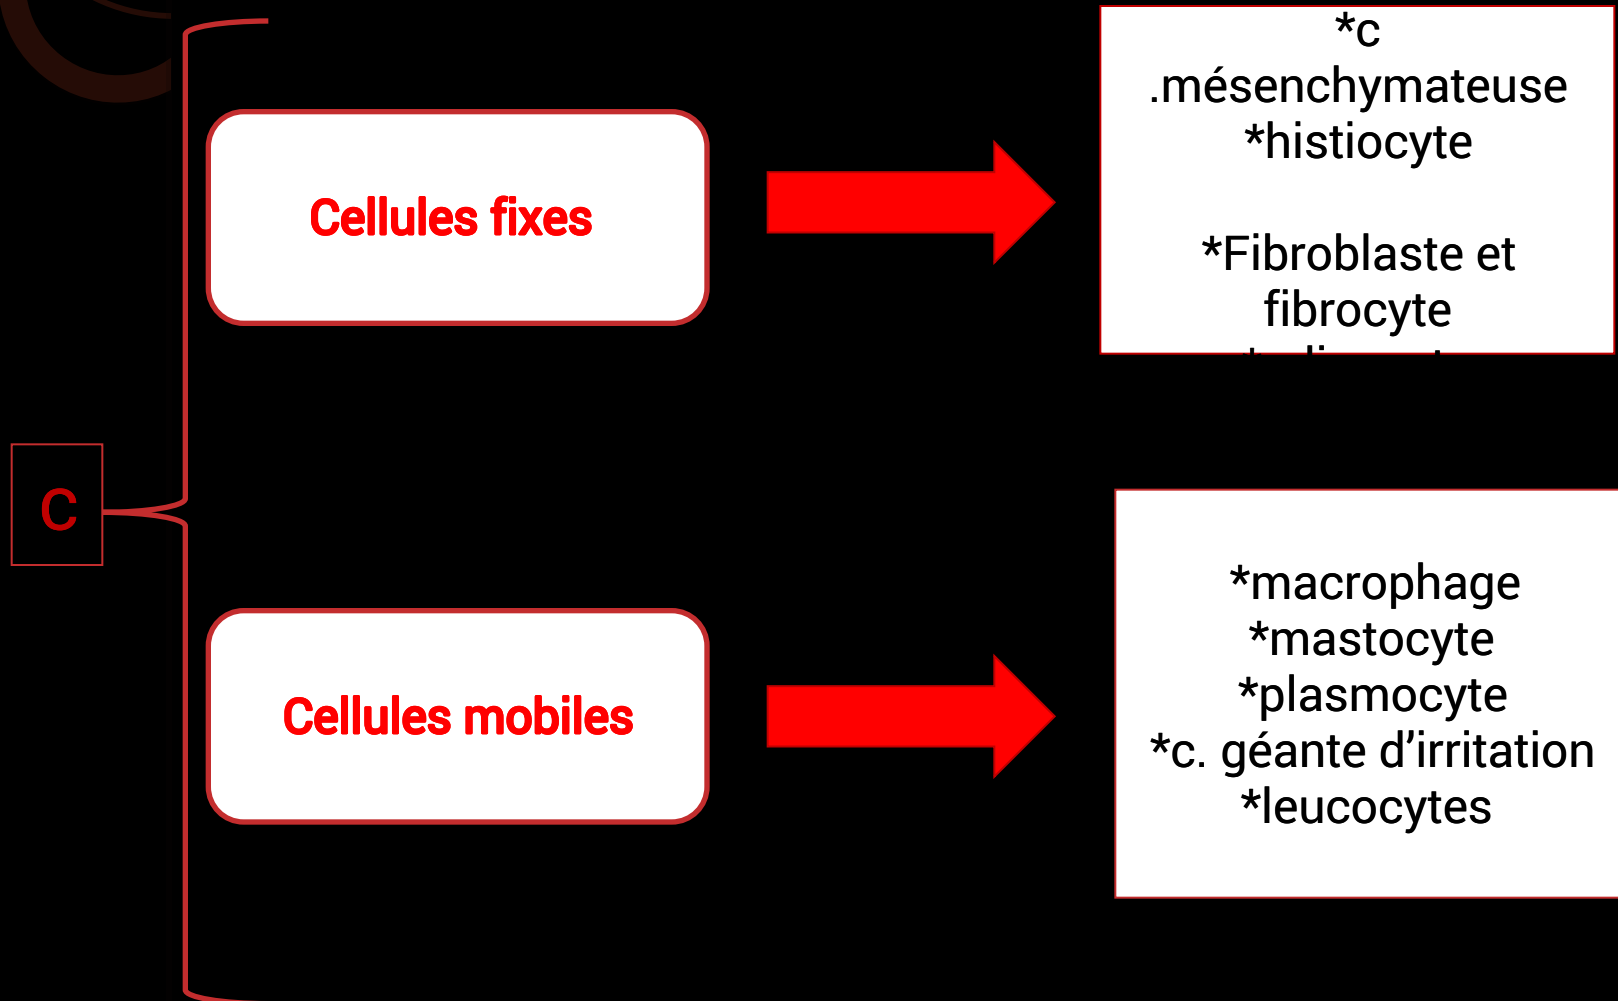 *c
.mésenchymateuse
*histiocyte
Cellules fixes
*Fibroblaste et
fibrocyte
C
*macrophage
*mastocyte
*plasmocyte
Cellules mobiles
*c. géante d’irritation
*leucocytes